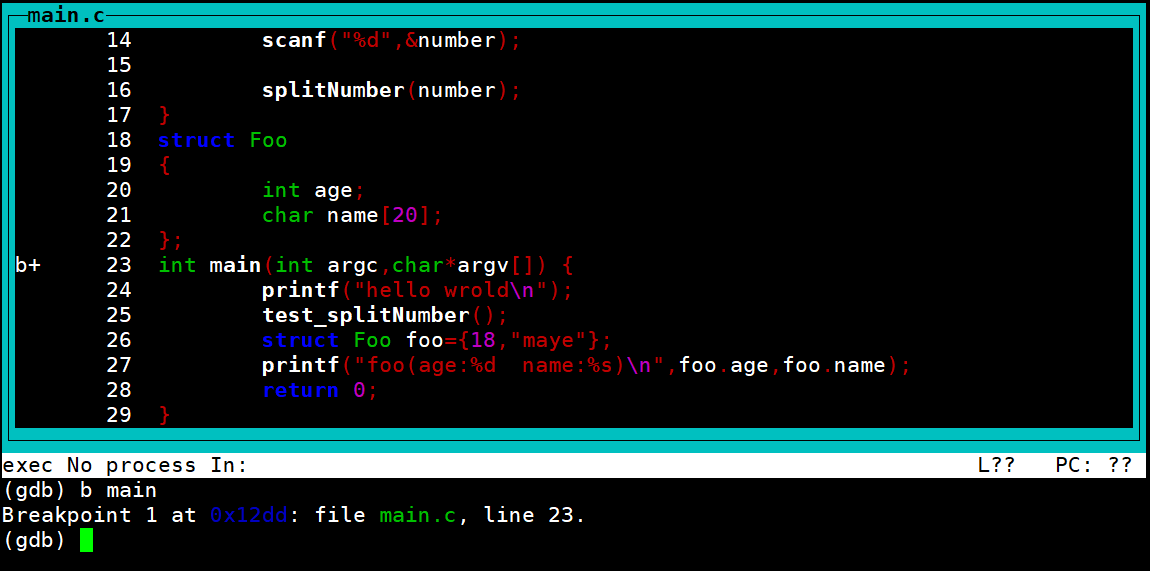 main.c
14 scanf("%d",&number);
15
16 splitNumber(number);
17 }
18 struct Foo
19 {
20 int age;
21 char name[20];
22 };
b+ 23 int main(int argc,char*argv[]) {
24 printf("hello wrold\n");
25 test_splitNumber();
26 struct Foo foo={18,"maye"};
27 printf("foo(age:%d  name:%s)\n",foo.age,foo.name);
28 return 0;
29 }
exec No process In: L?? PC: ??
(gdb) b main
Breakpoint 1 at 0x12dd: file main.c, line 23.
(gdb)